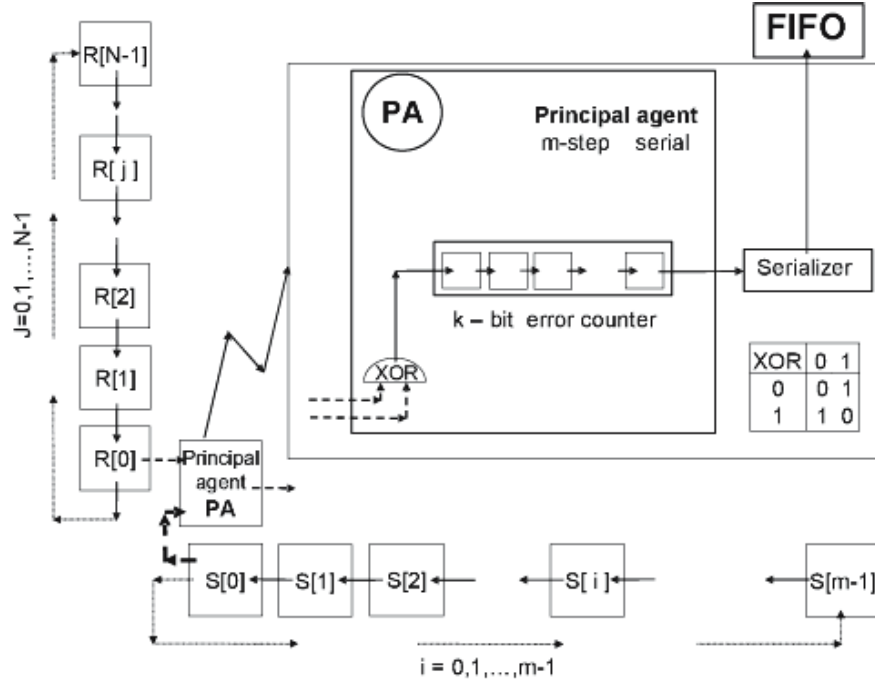 FIFO
R[N-1]
R[ j ]
R[2]
R[1]
R[0]
J=0,1,...,N-1
PA
Principal agent
m-step serial
k – bit error counter
XOR
Serializer
XOR 0 1
0 0 1
1 1 0
Principal
agent
PA
S[0]
S[1]
S[2]
S[ i ]
S[m-1]
i = 0,1,...,m-1